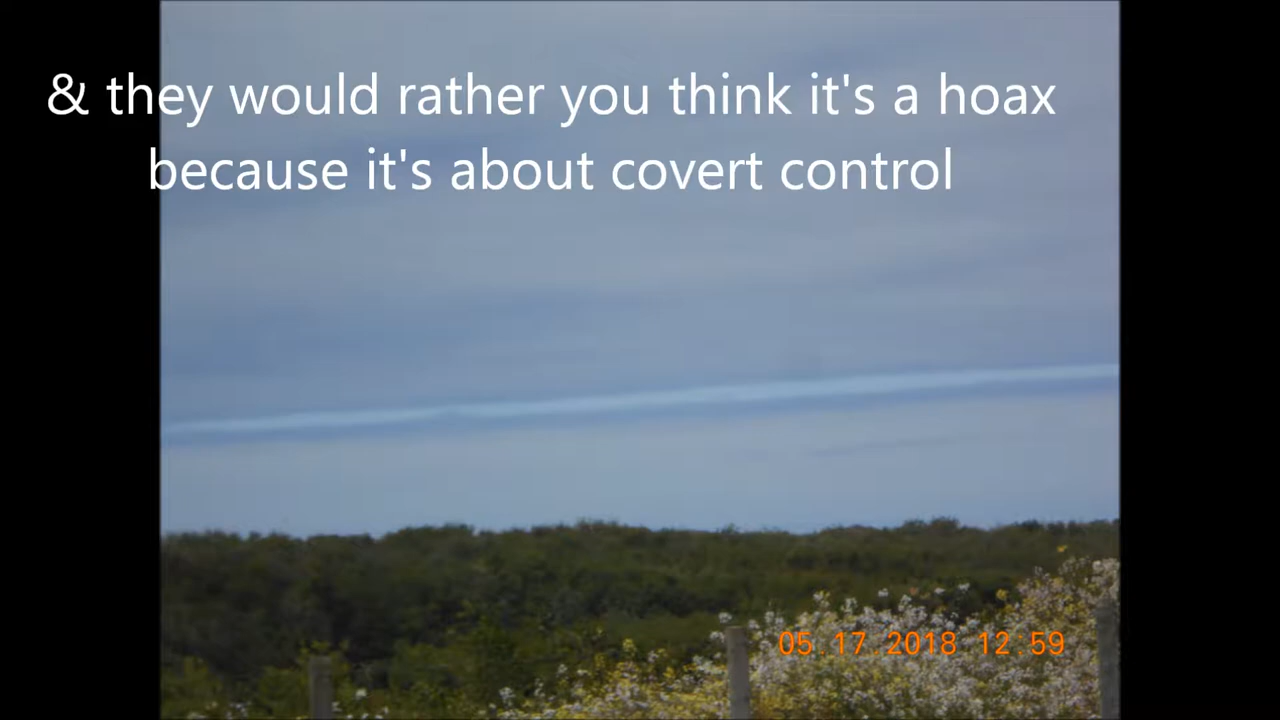 & they would rather you think it's a hoax
because it's about covert control
05.17.2018 12:59